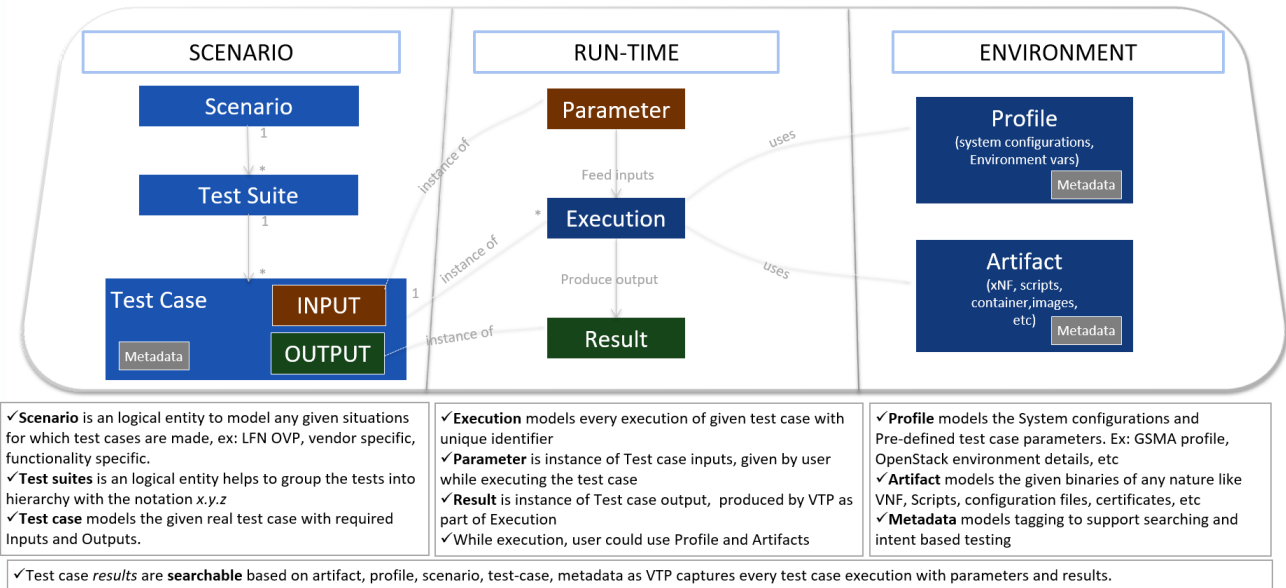 SCENARIO
RUN-TIME
ENVIRONMENT
Scenario
1
*
Test Suite
1
*
Test Case
INPUT
OUTPUT
Metadata
instance of
1
instance of
*
instance of
Parameter
Feed inputs
Execution
Produce output
Result
uses
uses
Profile
(system configurations,
Environment vars)
Metadata
Artifact
(xNF, scripts,
container,images,
etc)
Metadata
✓Scenario is an logical entity to model any given situations
for which test cases are made, ex: LFN OVP, vendor specific,
functionality specific.
✓Test suites is an logical entity helps to group the tests into
hierarchy with the notation x.y.z
✓Test case models the given real test case with required
Inputs and Outputs.
✓Execution models every execution of given test case with
unique identifier
✓Parameter is instance of Test case inputs, given by user
while executing the test case
✓Result is instance of Test case output, produced by VTP as
part of Execution
✓While execution, user could use Profile and Artifacts
✓Profile models the System configurations and
Pre-defined test case parameters. Ex: GSMA profile,
OpenStack environment details, etc
✓Artifact models the given binaries of any nature like
VNF, Scripts, configuration files, certificates, etc
✓Metadata models tagging to support searching and
intent based testing
✓Test case results are searchable based on artifact, profile, scenario, test-case, metadata as VTP captures every test case execution with parameters and results.